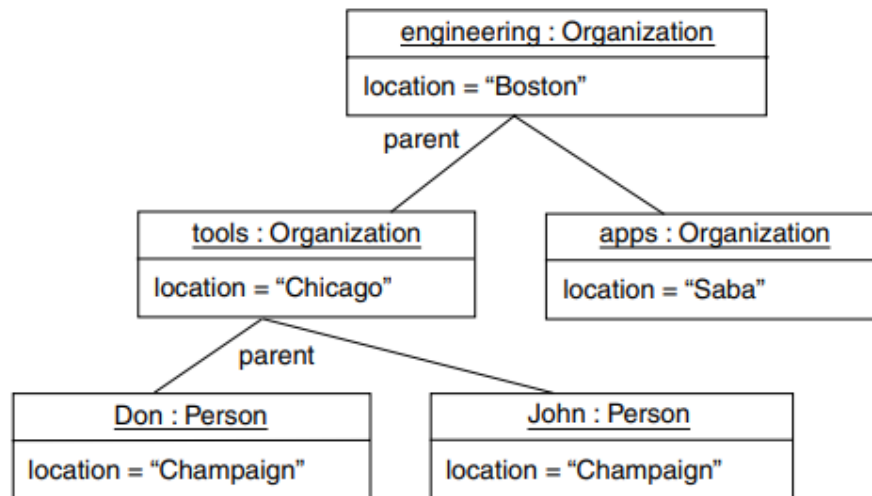 engineering : Organization
location = “Boston”
parent
tools : Organization
apps : Organization
location = “Chicago”
location = “Saba”
parent
Don : Person
John : Person
location = “Champaign”
location = “Champaign”